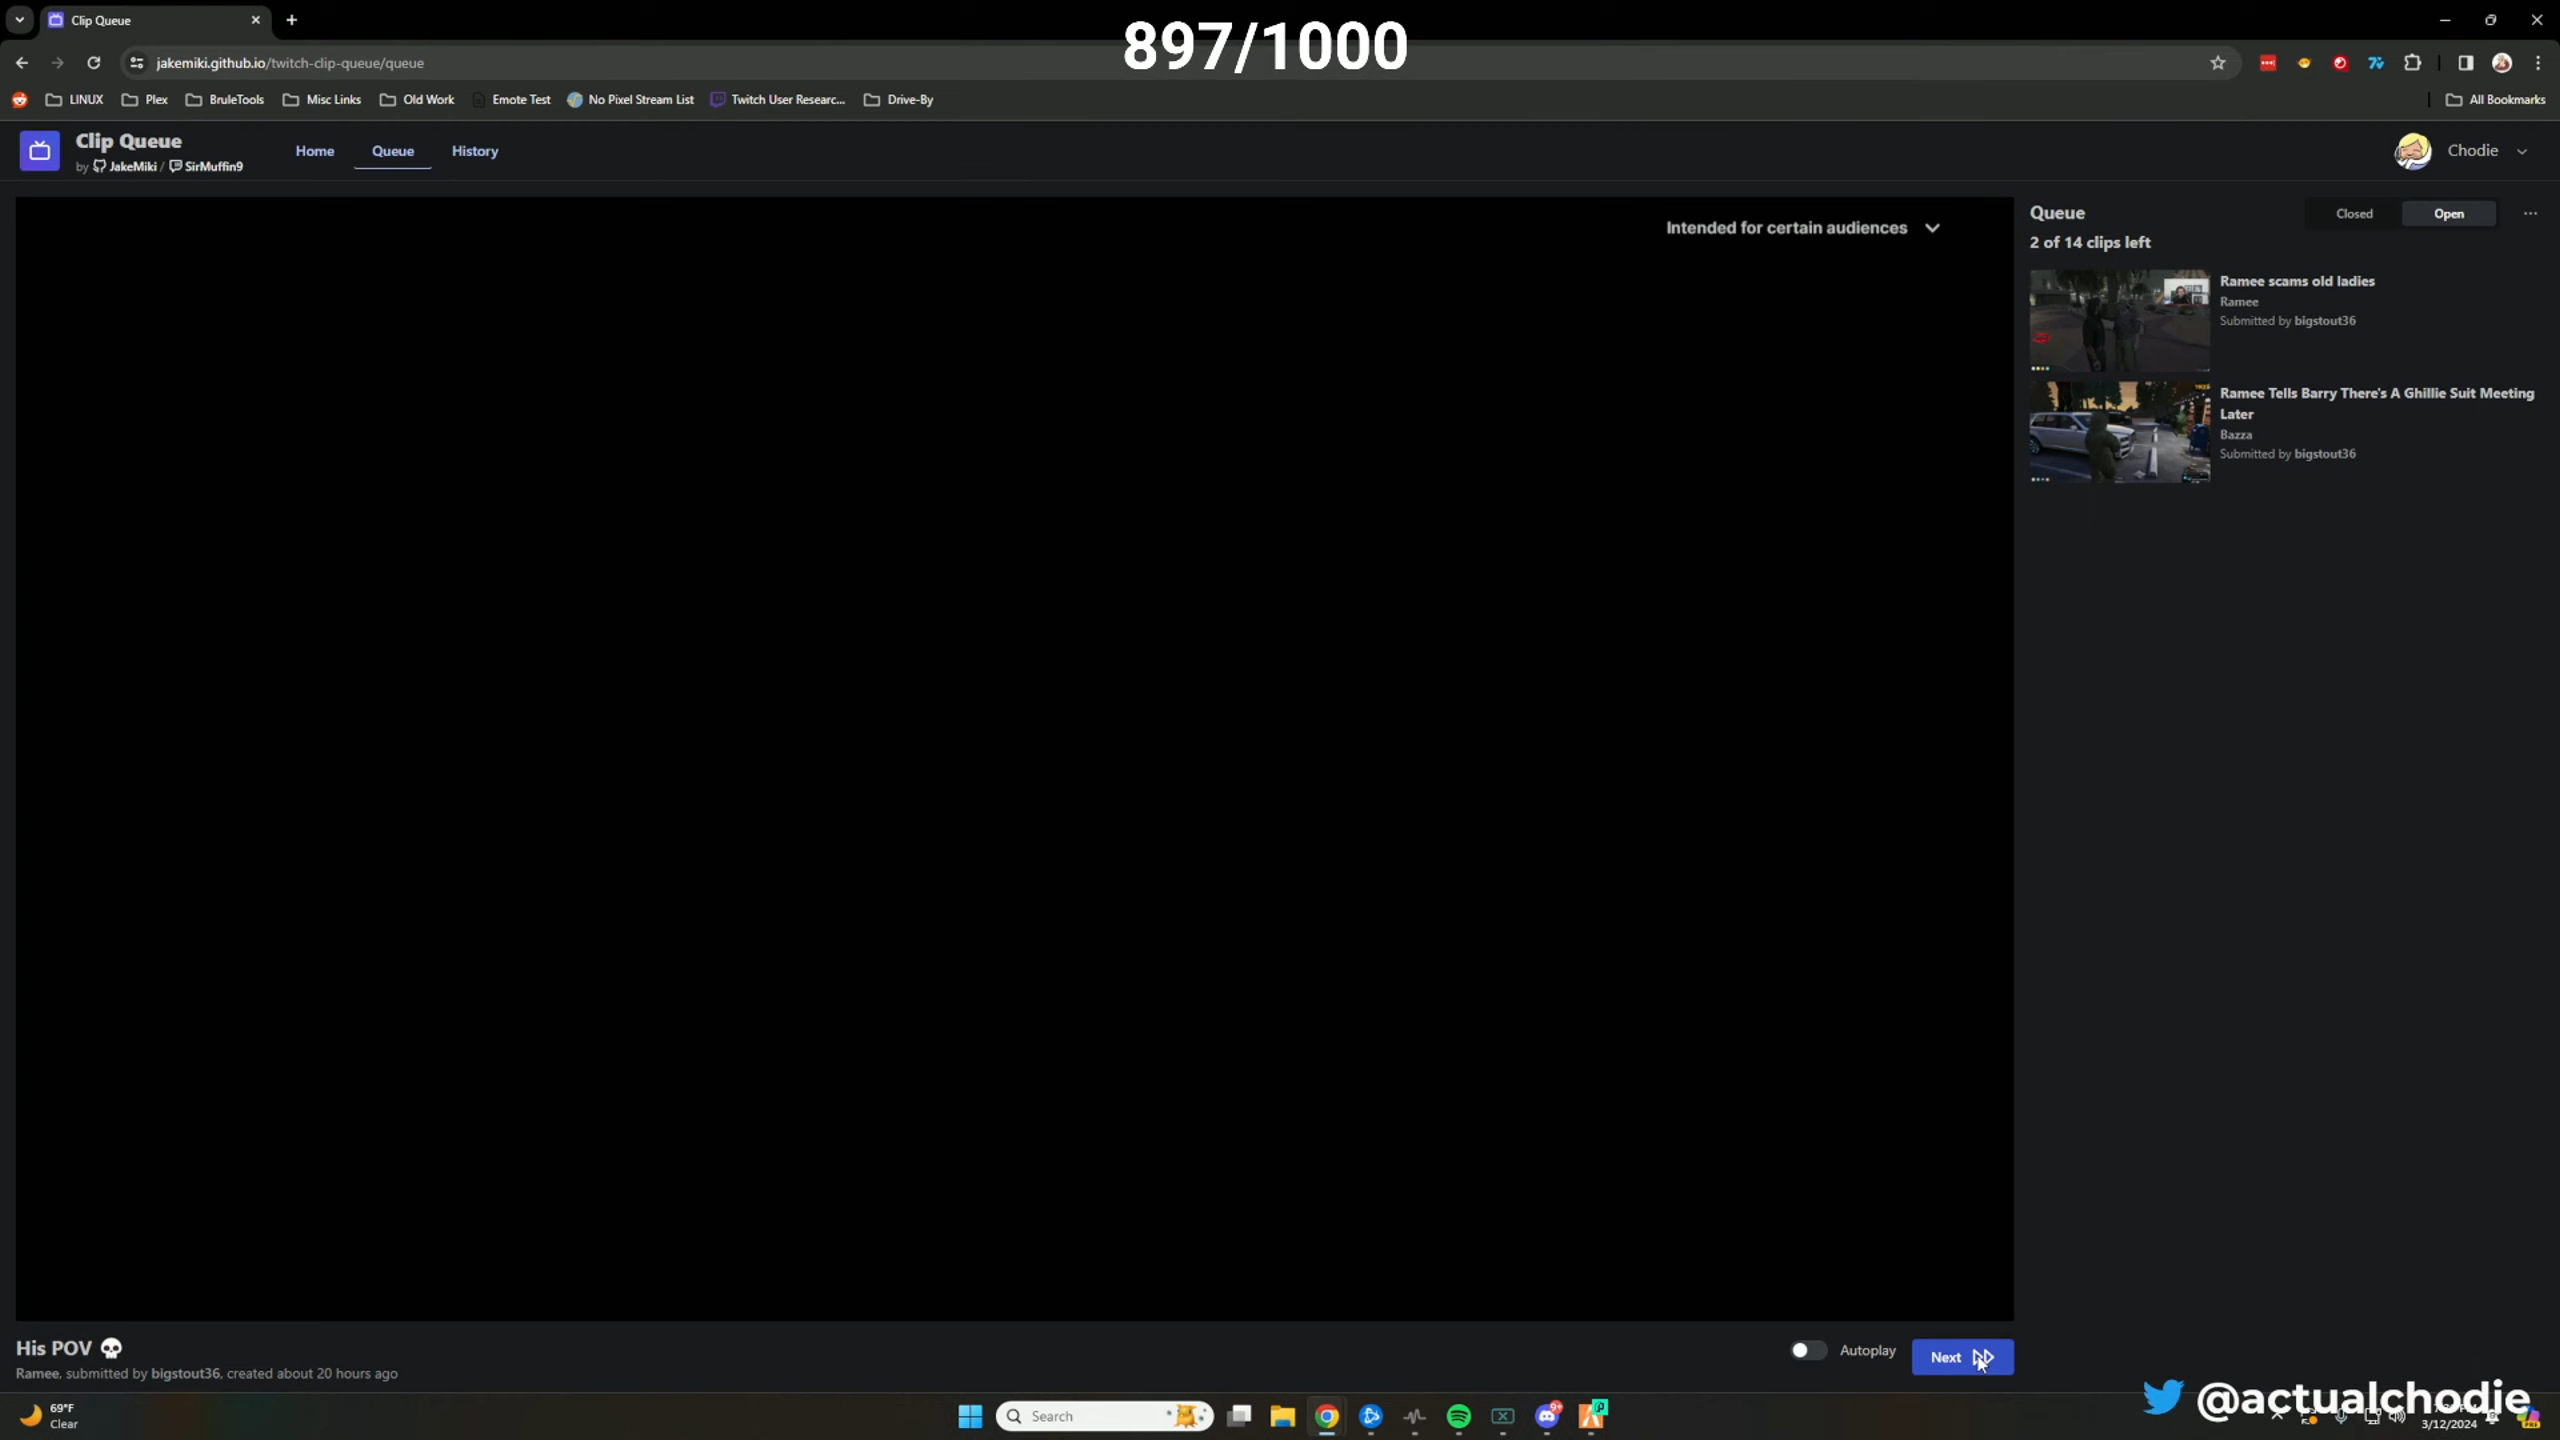 Clip Queue
897/1000
jakemiki.github.io/twitch-clip-queue/queue
LINUX Plex BruleTools Misc Links Old Work Emote Test No Pixel Stream List Twitch User Researc... Drive-By All Bookmarks
Clip Queue
by JakeMiki / SirMuffin9
Home Queue History
Chodie
Intended for certain audiences
Queue
Closed Open
2 of 14 clips left
Ramee scams old ladies
Ramee
Submitted by bigstout36
Ramee Tells Barry There's A Ghillie Suit Meeting
Later
Bazza
Submitted by bigstout36
His POV 💀
Ramee, submitted by bigstout36, created about 20 hours ago
Autoplay
Next
69°F
Clear
Search
@actualchodie
3/12/2024